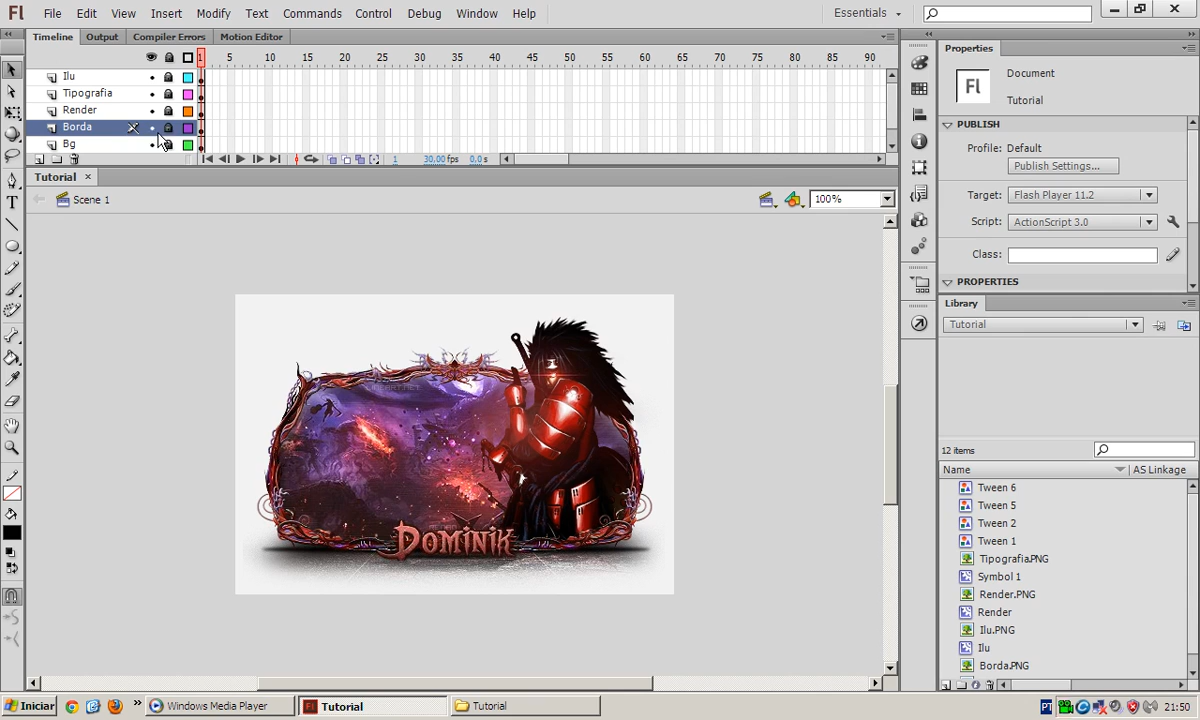 Fl File Edit View Insert Modify Text Commands Control Debug Window Help Essentials
Timeline Output Compiler Errors Motion Editor
1 5 10 15 20 25 30 35 40 45 50 55 60 65 70 75 80 85 90
Ilu
Tipografia
Render
Borda
Bg
1 30,00 fps 0,0 s
Tutorial
Scene 1
100%
DOMINIK
Properties
Fl
Document
Tutorial
PUBLISH
Profile: Default
Publish Settings...
Target: Flash Player 11.2
Script: ActionScript 3.0
Class:
PROPERTIES
Library
Tutorial
12 items
Name AS Linkage
Tween 6
Tween 5
Tween 2
Tween 1
Tipografia.PNG
Symbol 1
Render.PNG
Render
Ilu.PNG
Ilu
Borda.PNG
Iniciar Windows Media Player Fl Tutorial Tutorial PT 21:50